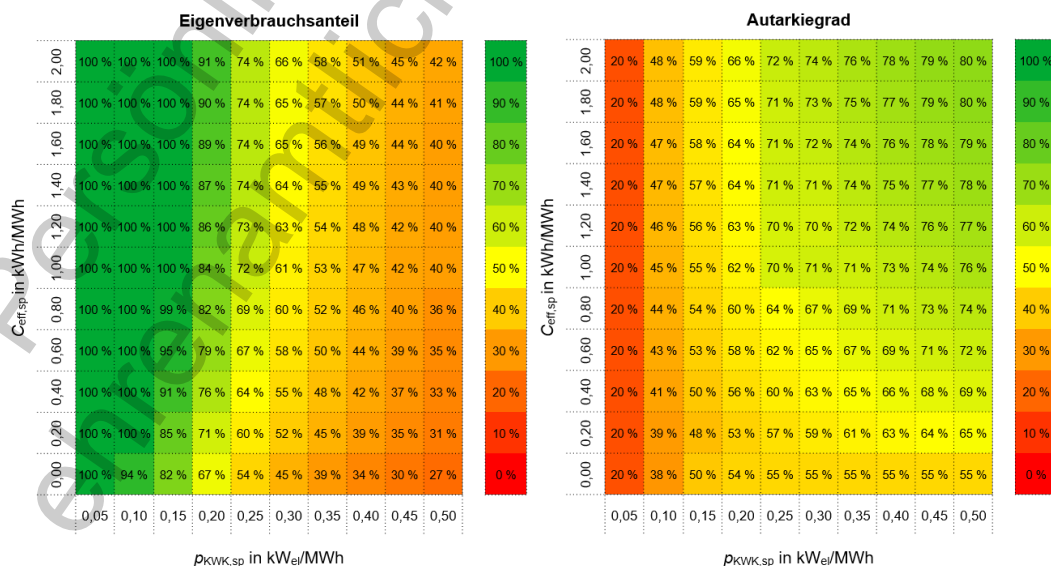 Eigenverbrauchsanteil
2,00 100 % 100 % 100 % 91 % 74 % 66 % 58 % 51 % 45 % 42 % 100 %
1,80 100 % 100 % 100 % 90 % 74 % 65 % 57 % 50 % 44 % 41 % 90 %
1,60 100 % 100 % 100 % 89 % 74 % 65 % 56 % 49 % 44 % 40 % 80 %
1,40 100 % 100 % 100 % 87 % 74 % 64 % 55 % 49 % 43 % 40 % 70 %
1,20 100 % 100 % 100 % 86 % 73 % 63 % 54 % 48 % 42 % 40 % 60 %
1,00 100 % 100 % 100 % 84 % 72 % 61 % 53 % 47 % 42 % 40 % 50 %
0,80 100 % 100 % 99 % 82 % 69 % 60 % 52 % 46 % 40 % 36 % 40 %
0,60 100 % 100 % 95 % 79 % 67 % 58 % 50 % 44 % 39 % 35 % 30 %
0,40 100 % 100 % 91 % 76 % 64 % 55 % 48 % 42 % 37 % 33 % 20 %
0,20 100 % 100 % 85 % 71 % 60 % 52 % 45 % 39 % 35 % 31 % 10 %
0,00 100 % 94 % 82 % 67 % 54 % 45 % 39 % 34 % 30 % 27 % 0 %
0,05 0,10 0,15 0,20 0,25 0,30 0,35 0,40 0,45 0,50
Ceff,sp in kWh/MWh
pKWK,sp in kWel/MWh
Autarkiegrad
2,00 20 % 48 % 59 % 66 % 72 % 74 % 76 % 78 % 79 % 80 % 100 %
1,80 20 % 48 % 59 % 65 % 71 % 73 % 75 % 77 % 79 % 80 % 90 %
1,60 20 % 47 % 58 % 64 % 71 % 72 % 74 % 76 % 78 % 79 % 80 %
1,40 20 % 47 % 57 % 64 % 71 % 71 % 74 % 75 % 77 % 78 % 70 %
1,20 20 % 46 % 56 % 63 % 70 % 70 % 72 % 74 % 76 % 77 % 60 %
1,00 20 % 45 % 55 % 62 % 70 % 71 % 71 % 73 % 74 % 76 % 50 %
0,80 20 % 44 % 54 % 60 % 64 % 67 % 69 % 71 % 73 % 74 % 40 %
0,60 20 % 43 % 53 % 58 % 62 % 65 % 67 % 69 % 71 % 72 % 30 %
0,40 20 % 41 % 50 % 56 % 60 % 63 % 65 % 66 % 68 % 69 % 20 %
0,20 20 % 39 % 48 % 53 % 57 % 59 % 61 % 63 % 64 % 65 % 10 %
0,00 20 % 38 % 50 % 54 % 55 % 55 % 55 % 55 % 55 % 55 % 0 %
0,05 0,10 0,15 0,20 0,25 0,30 0,35 0,40 0,45 0,50
Ceff,sp in kWh/MWh
pKWK,sp in kWel/MWh